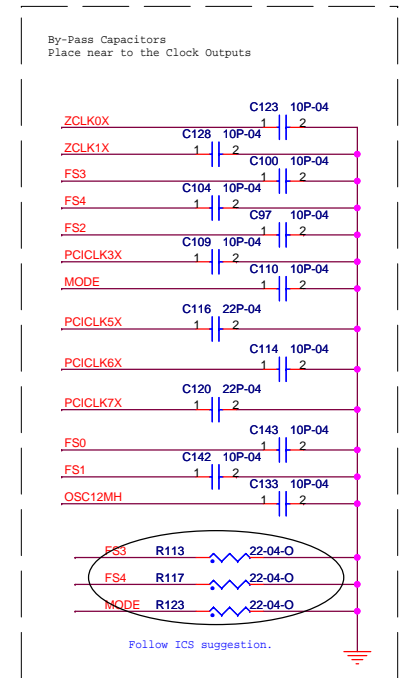 By-Pass Capacitors
Place near to the Clock Outputs
C123 10P-04
ZCLK0X 1 2
C128 10P-04
ZCLK1X 1 2
C100 10P-04
FS3 1 2
C104 10P-04
FS4 1 2
C97 10P-04
FS2 1 2
C109 10P-04
PCICLK3X 1 2
C110 10P-04
MODE 1 2
C116 22P-04
PCICLK5X 1 2
C114 10P-04
PCICLK6X 1 2
C120 22P-04
PCICLK7X 1 2
C143 10P-04
FS0 1 2
C142 10P-04
FS1 1 2
C133 10P-04
OSC12MH 1 2
FS3 R113 22-04-O
FS4 R117 22-04-O
MODE R123 22-04-O
Follow ICS suggestion.